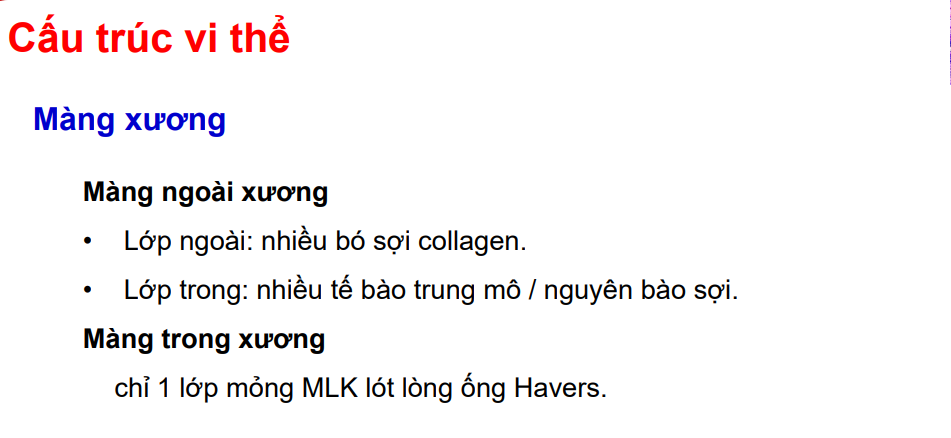 Cấu trúc vi thể
Màng xương
Màng ngoài xương
• Lớp ngoài: nhiều bó sợi collagen.
• Lớp trong: nhiều tế bào trung mô / nguyên bào sợi.
Màng trong xương
chỉ 1 lớp mỏng MLK lót lòng ống Havers.